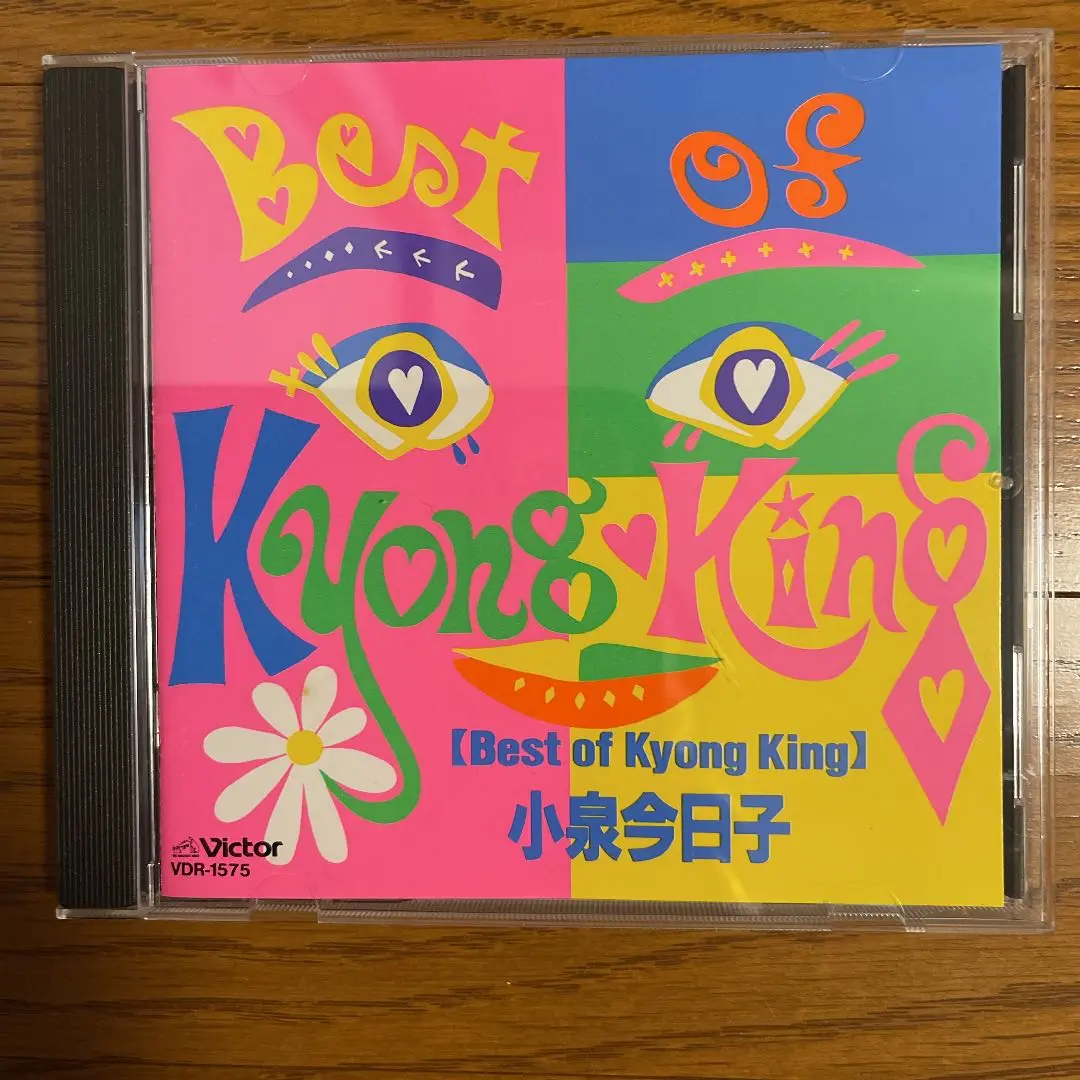 Best Of
Kyong King
【Best of Kyong King】
小泉今日子
Victor
VDR-1575